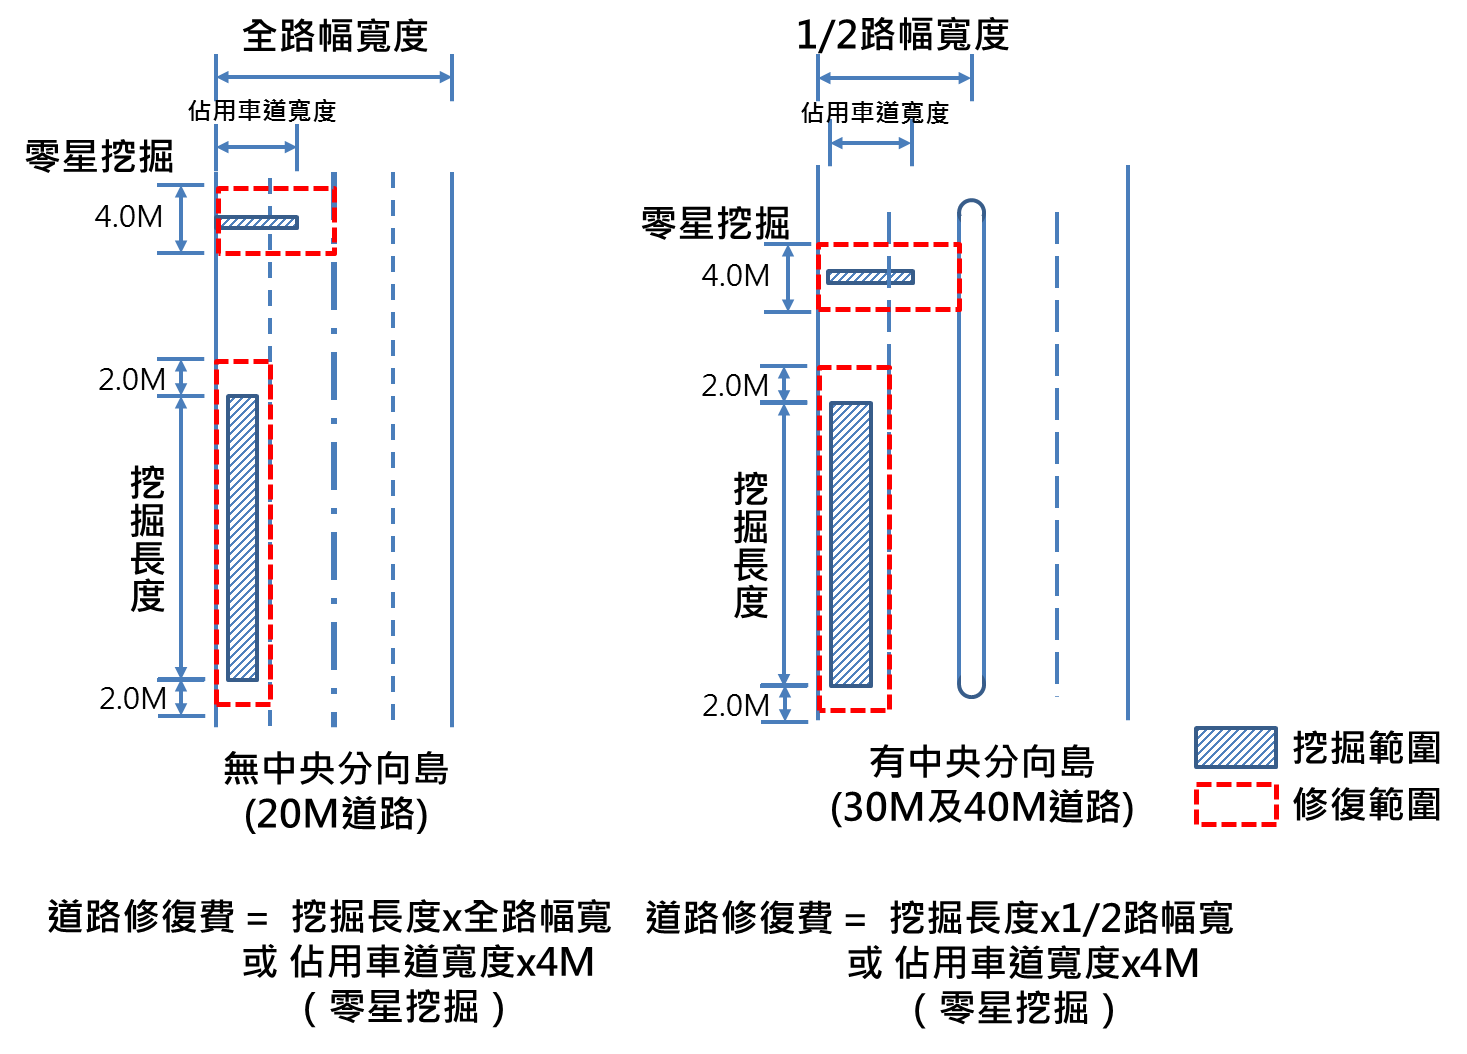 全路幅寬度
佔用車道寬度
零星挖掘
4.0M
2.0M
挖掘長度
2.0M
無中央分向島
(20M道路)
道路修復費 = 挖掘長度x全路幅寬
或 佔用車道寬度x4M
( 零星挖掘 )
1/2路幅寬度
佔用車道寬度
零星挖掘
4.0M
2.0M
挖掘長度
2.0M
有中央分向島
(30M及40M道路)
挖掘範圍
修復範圍
道路修復費 = 挖掘長度x1/2路幅寬
或 佔用車道寬度x4M
( 零星挖掘 )